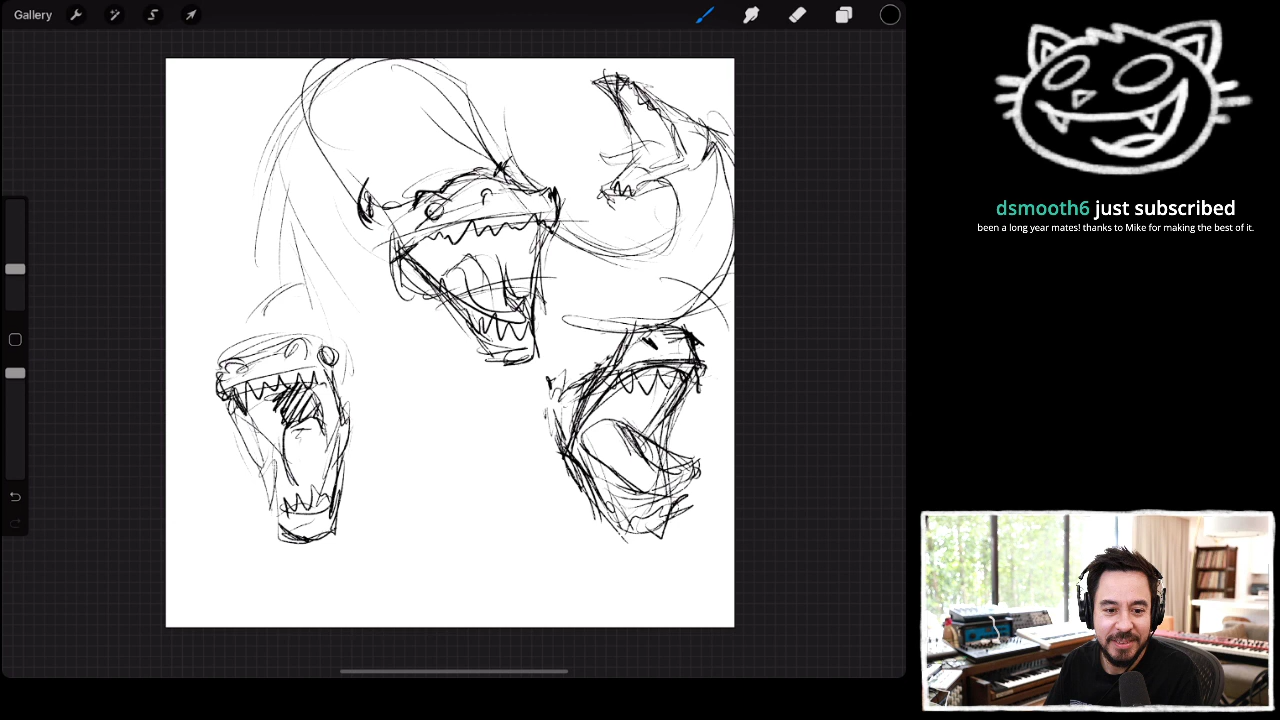 Gallery
dsmooth6 just subscribed
been a long year mates! thanks to Mike for making the best of it.